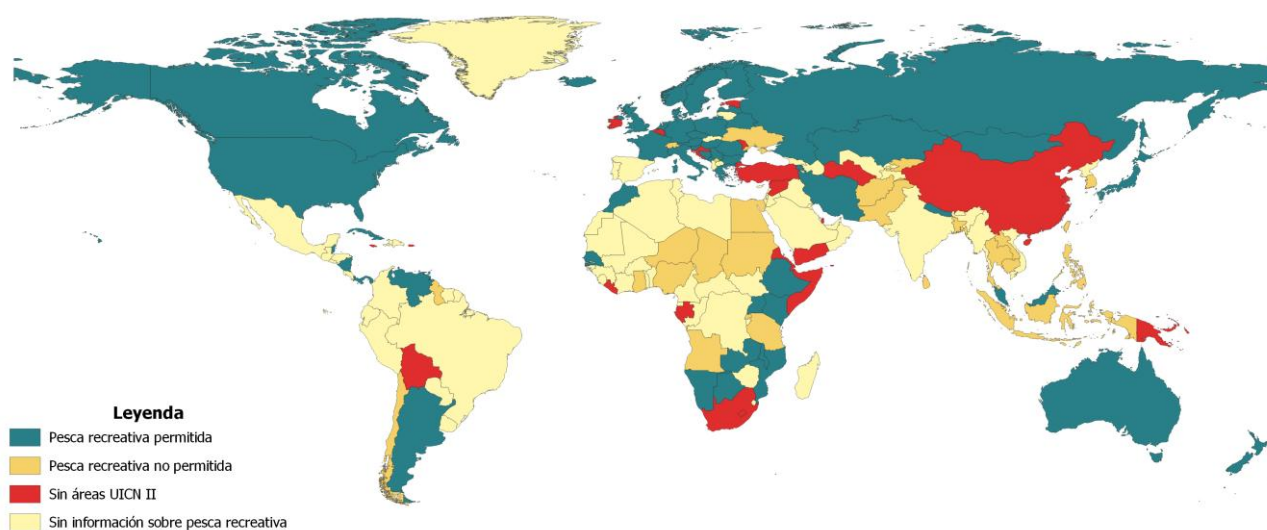 Leyenda
Pesca recreativa permitida
Pesca recreativa no permitida
Sin áreas UICN II
Sin información sobre pesca recreativa